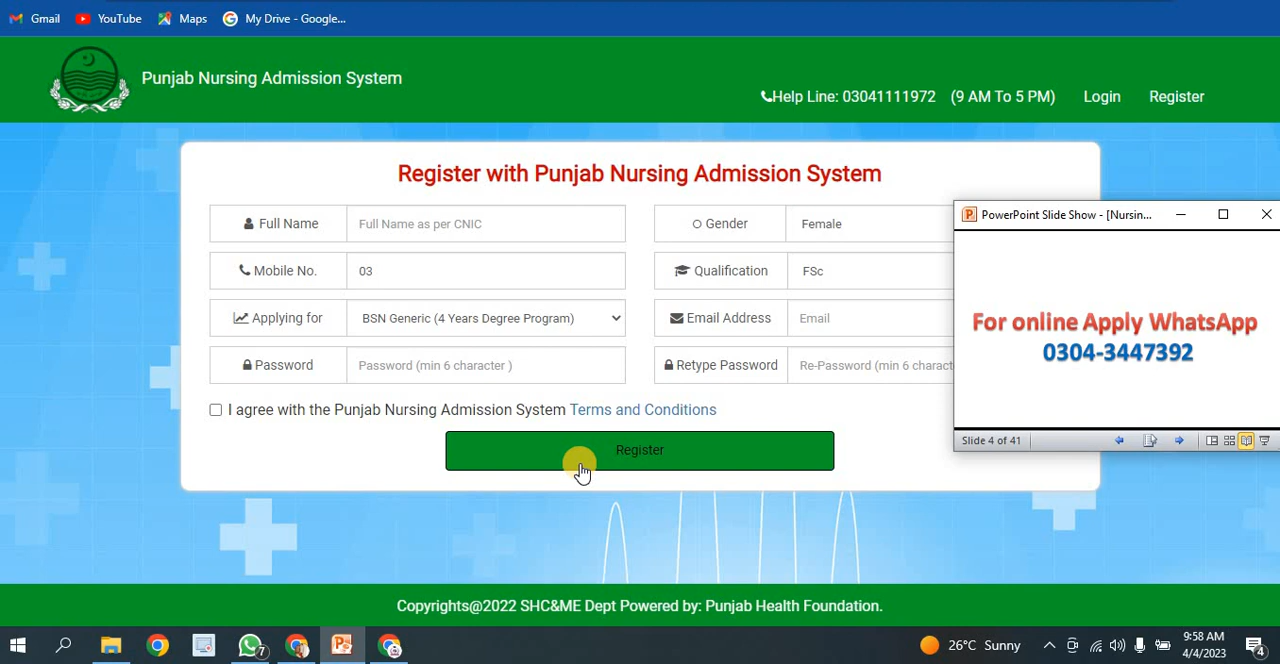 Gmail YouTube Maps My Drive - Google...
Punjab Nursing Admission System
Help Line: 03041111972 (9 AM To 5 PM) Login Register
Register with Punjab Nursing Admission System
Full Name Full Name as per CNIC Gender Female
Mobile No. 03 Qualification FSc
Applying for BSN Generic (4 Years Degree Program) Email Address Email
Password Password (min 6 character ) Retype Password Re-Password (min 6 charact
I agree with the Punjab Nursing Admission System Terms and Conditions
Register
PowerPoint Slide Show - [Nursin...
For online Apply WhatsApp
0304-3447392
Slide 4 of 41
Copyrights@2022 SHC&ME Dept Powered by: Punjab Health Foundation.
7
26°C Sunny
9:58 AM
4/4/2023
4